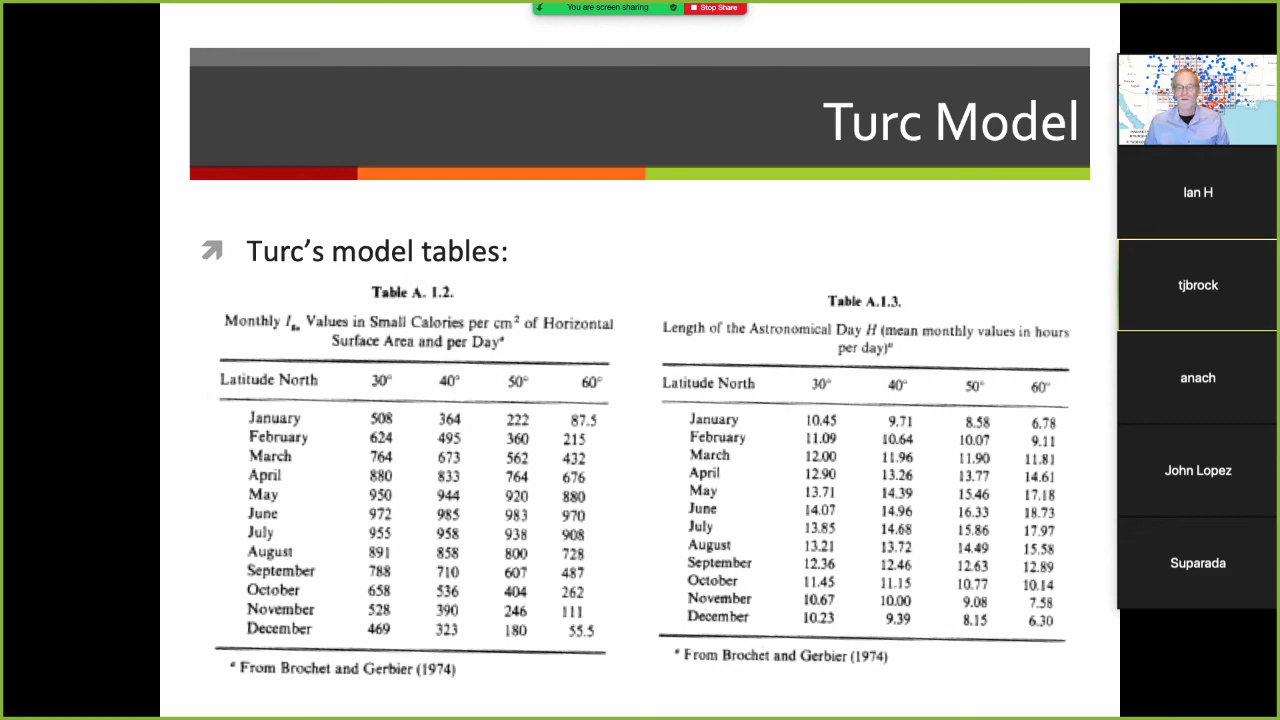 You are screen sharing
Stop Share
Turc Model
Turc's model tables:
Table A. 1.2.
Monthly Iga Values in Small Calories per cm2 of Horizontal
Surface Area and per Daya
Latitude North 30° 40° 50° 60°
January 508 364 222 87.5
February 624 495 360 215
March 764 673 562 432
April 880 833 764 676
May 950 944 920 880
June 972 985 983 970
July 955 958 938 908
August 891 858 800 728
September 788 710 607 487
October 658 536 404 262
November 528 390 246 111
December 469 323 180 55.5
a From Brochet and Gerbier (1974)
Table A.1.3.
Length of the Astronomical Day H (mean monthly values in hours
per day)a
Latitude North 30° 40° 50° 60°
January 10.45 9.71 8.58 6.78
February 11.09 10.64 10.07 9.11
March 12.00 11.96 11.90 11.81
April 12.90 13.26 13.77 14.61
May 13.71 14.39 15.46 17.18
June 14.07 14.96 16.33 18.73
July 13.85 14.68 15.86 17.97
August 13.21 13.72 14.49 15.58
September 12.36 12.46 12.63 12.89
October 11.45 11.15 10.77 10.14
November 10.67 10.00 9.08 7.58
December 10.23 9.39 8.15 6.30
a From Brochet and Gerbier (1974)
Ian H
tjbrock
anach
John Lopez
Suparada